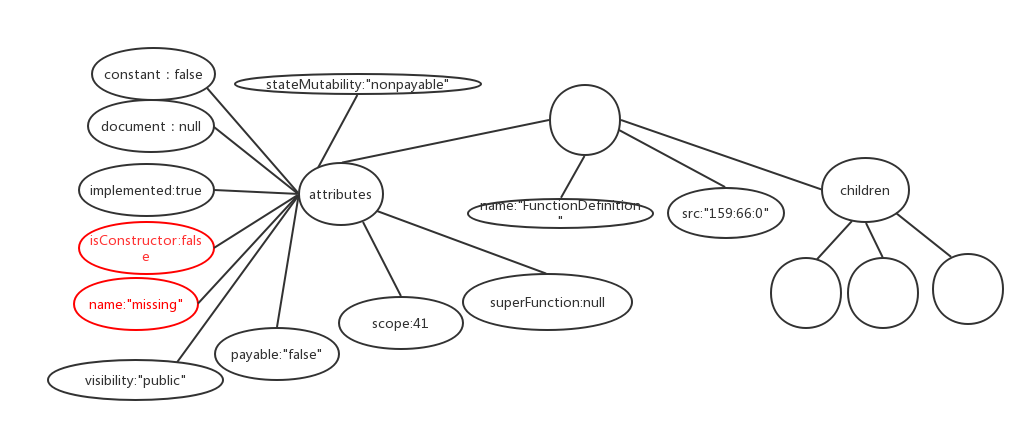 constant：false
stateMutability:"nonpayable"
document：null
implemented:true
attributes
children
name:"FunctionDefinition
"
src:"159:66:0"
isConstructor:fals
e
name:"missing"
superFunction:null
scope:41
payable:"false"
visibility:"public"